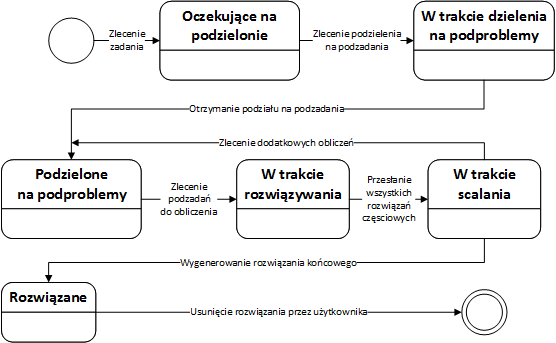 Zlecenie
zadania
Oczekujące na
podzielonie
Zlecenie podzielenia
na podzadania
W trakcie dzielenia
na podproblemy
Otrzymanie podziału na podzadania
Zlecenie dodatkowych obliczeń
Podzielone
na podproblemy
Zlecenie
podzadań
do obliczenia
W trakcie
rozwiązywania
Przesłanie
wszystkich
rozwiązań
częsciowych
W trakcie
scalania
Wygenerowanie rozwiązania końcowego
Rozwiązane
Usunięcie rozwiązania przez użytkownika